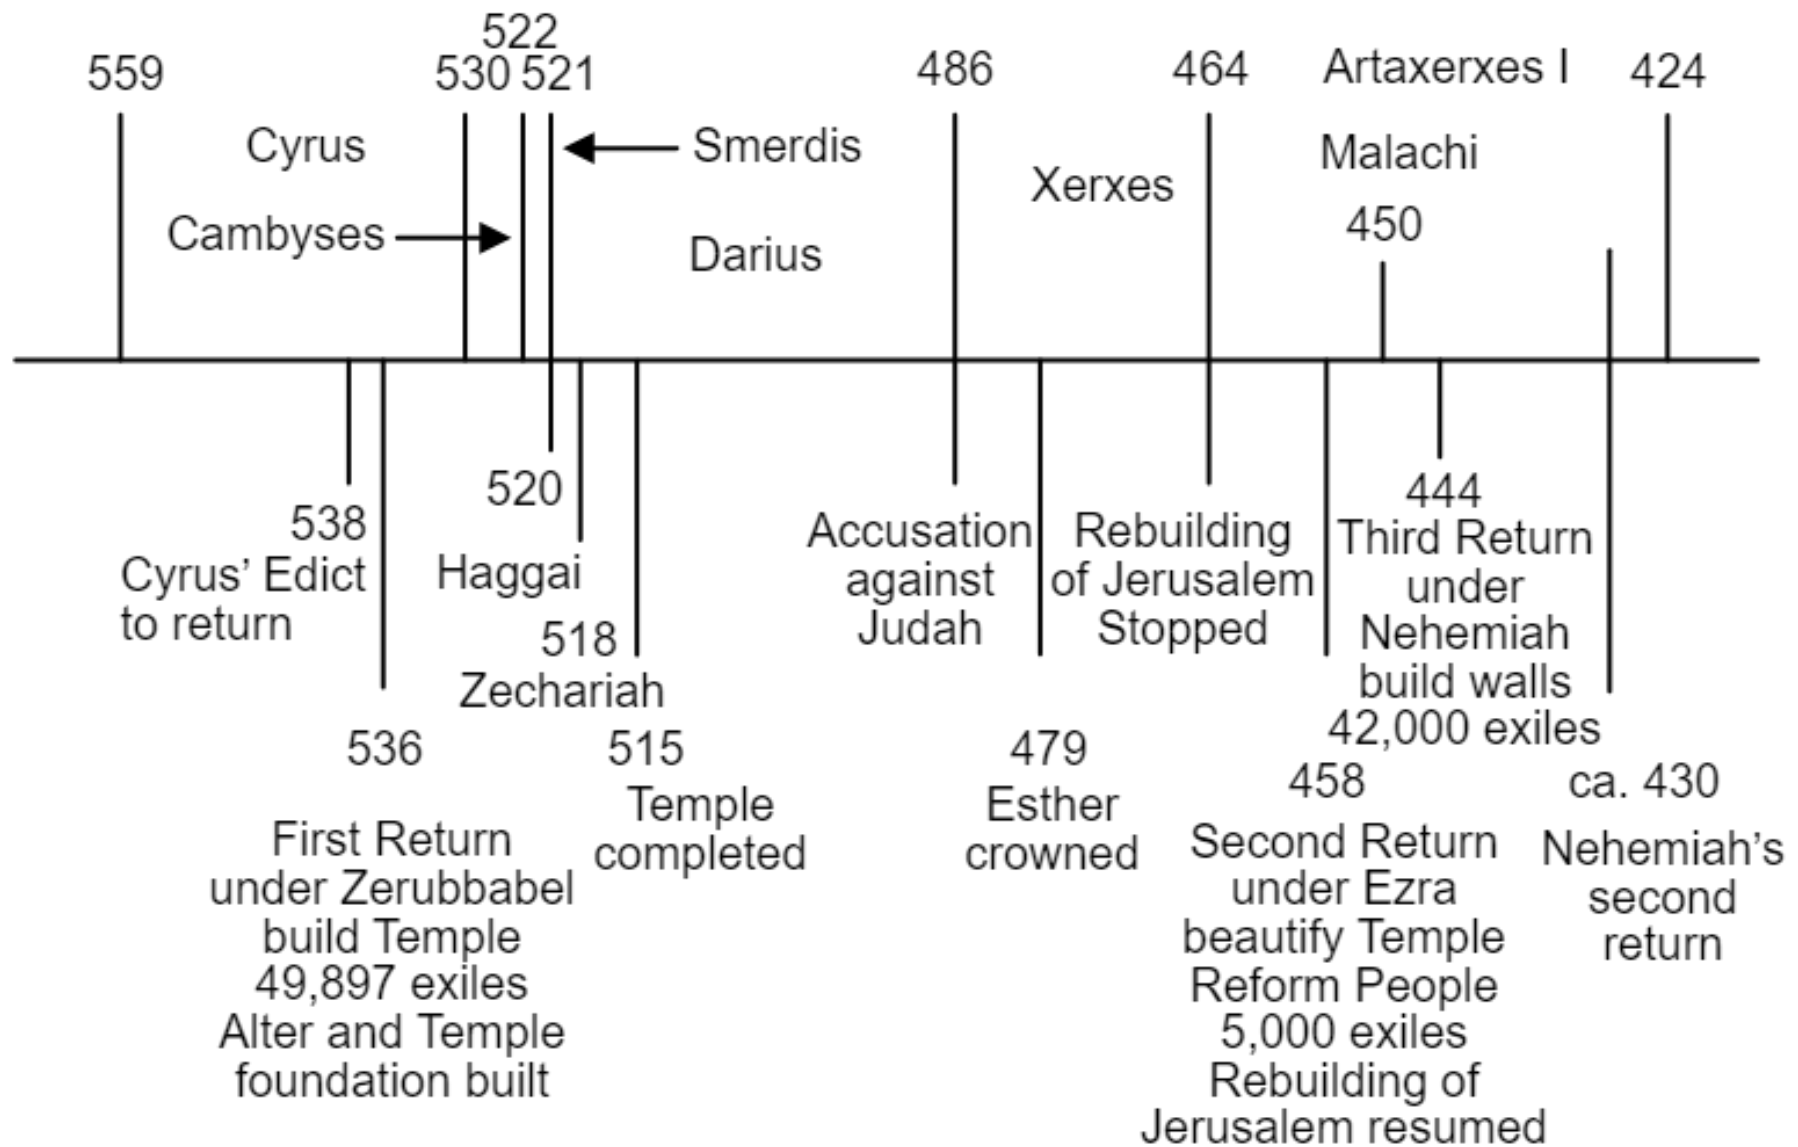 522
559
530 521
486
464
Artaxerxes I
424
Cyrus
Smerdis
Malachi
Xerxes
Cambyses
Darius
450
538
Cyrus’ Edict
to return
520
Haggai
518
Zechariah
Accusation
against
Judah
Rebuilding
of Jerusalem
Stopped
444
Third Return
under
Nehemiah
build walls
42,000 exiles
536
First Return
under Zerubbabel
build Temple
49,897 exiles
Alter and Temple
foundation built
515
Temple
completed
479
Esther
crowned
458
Second Return
under Ezra
beautify Temple
Reform People
5,000 exiles
Rebuilding of
Jerusalem resumed
ca. 430
Nehemiah’s
second
return